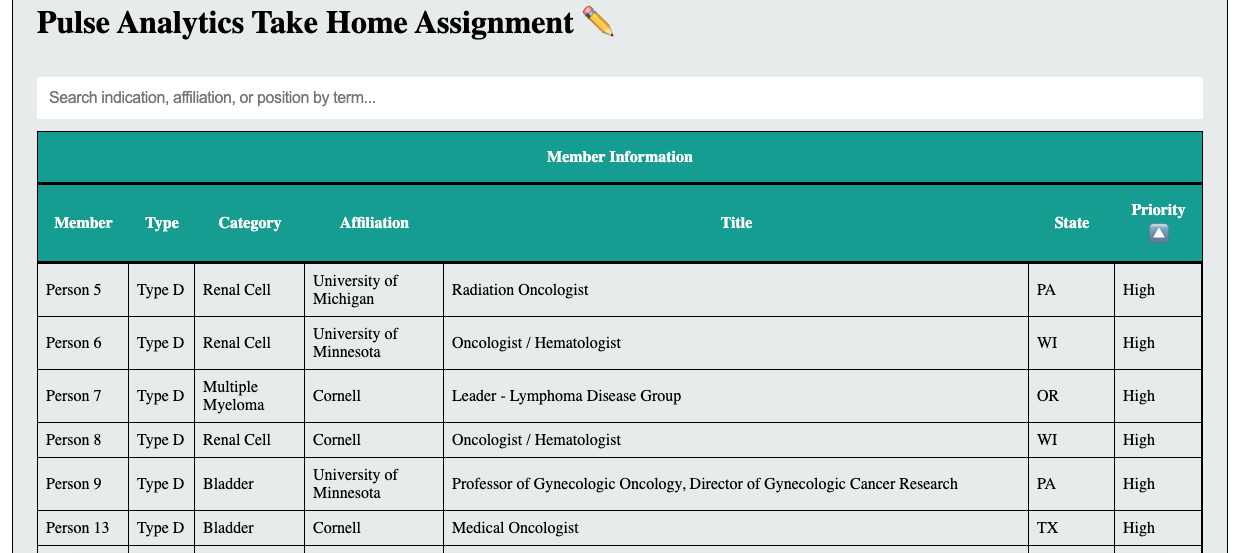 Pulse Analytics Take Home Assignment ✏️
Search indication, affiliation, or position by term...
Member Information
Member Type Category Affiliation Title State Priority 🔼
Person 5 Type D Renal Cell University of Michigan Radiation Oncologist PA High
Person 6 Type D Renal Cell University of Minnesota Oncologist / Hematologist WI High
Person 7 Type D Multiple Myeloma Cornell Leader - Lymphoma Disease Group OR High
Person 8 Type D Renal Cell Cornell Oncologist / Hematologist WI High
Person 9 Type D Bladder University of Minnesota Professor of Gynecologic Oncology, Director of Gynecologic Cancer Research PA High
Person 13 Type D Bladder Cornell Medical Oncologist TX High